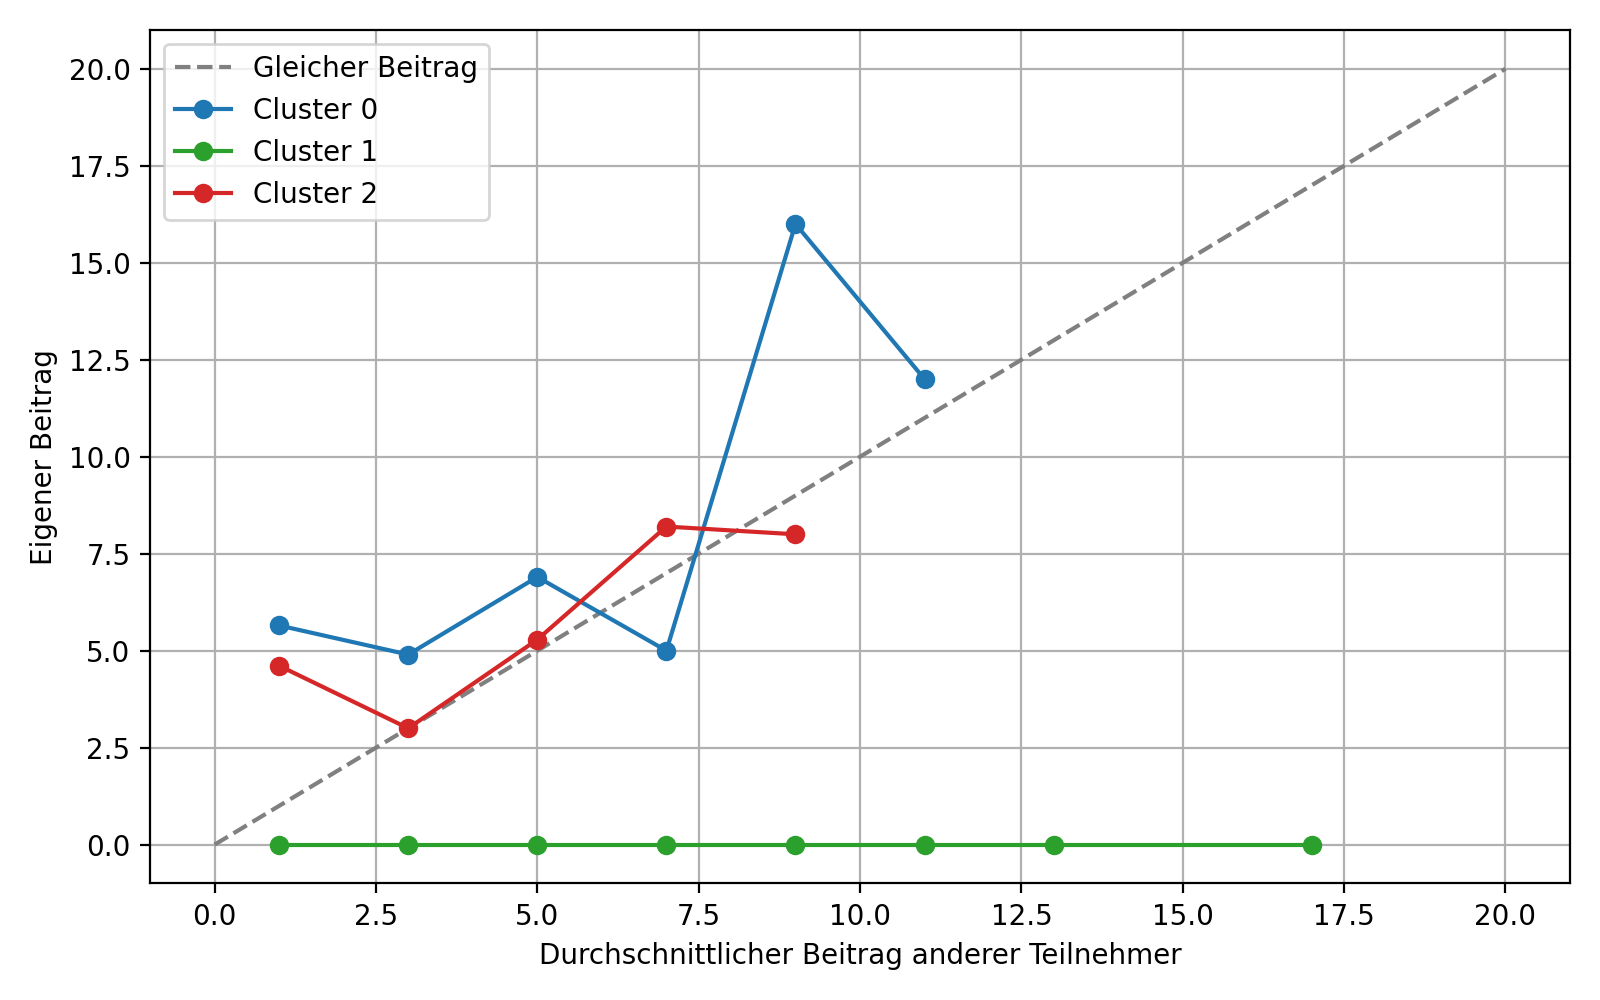 Gleicher Beitrag
Cluster 0
Cluster 1
Cluster 2
20.0
17.5
15.0
12.5
10.0
7.5
5.0
2.5
0.0
Eigener Beitrag
0.0 2.5 5.0 7.5 10.0 12.5 15.0 17.5 20.0
Durchschnittlicher Beitrag anderer Teilnehmer